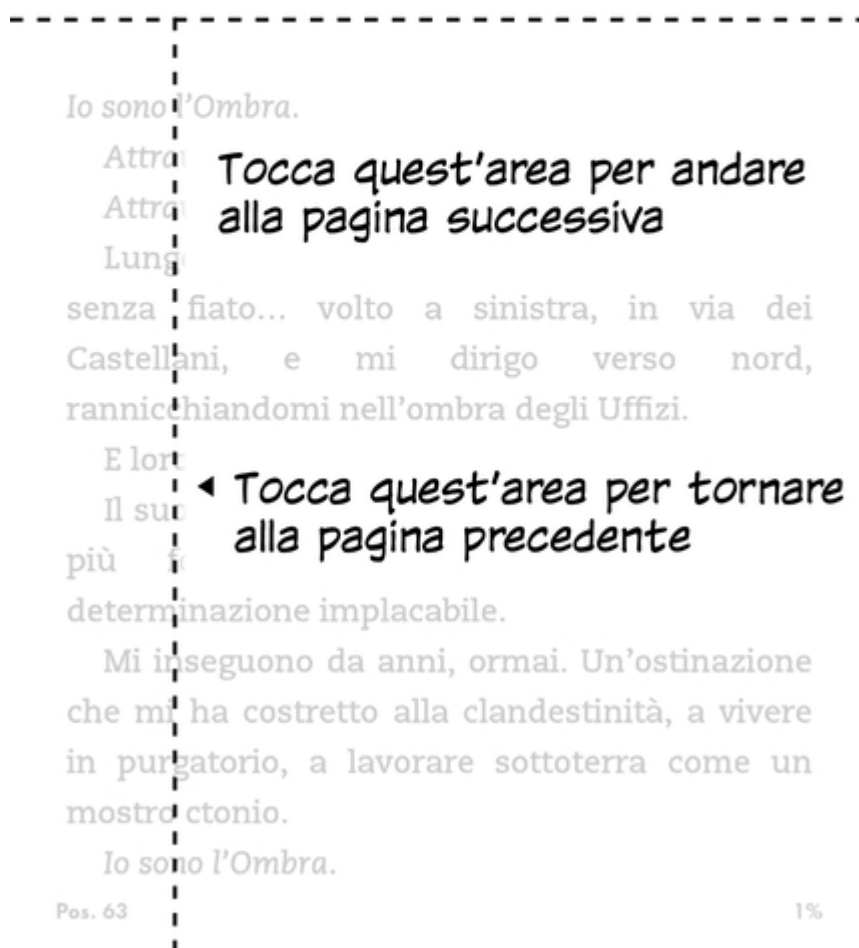 Io sono l'Ombra.
Tocca quest'area per andare
alla pagina successiva
senza fiato... volto a sinistra, in via dei
Castellani, e mi dirigo verso nord,
rannicchiandomi nell'ombra degli Uffizi.
◄ Tocca quest'area per tornare
alla pagina precedente
più
determinazione implacabile.
Mi inseguono da anni, ormai. Un'ostinazione
che mi ha costretto alla clandestinità, a vivere
in purgatorio, a lavorare sottoterra come un
mostro ctonio.
Io sono l'Ombra.
Pos. 63 1%